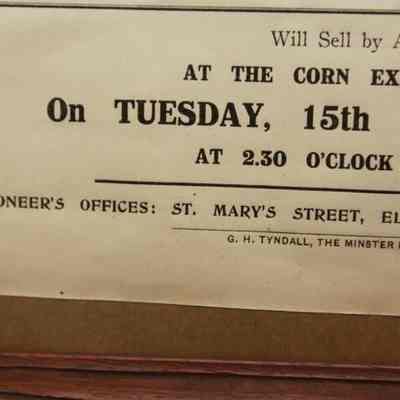 Will Sell by A
AT THE CORN EX
On TUESDAY, 15th
AT 2.30 O'CLOCK
ONEER'S OFFICES: ST. MARY'S STREET, EL
G. H. TYNDALL, THE MINSTER